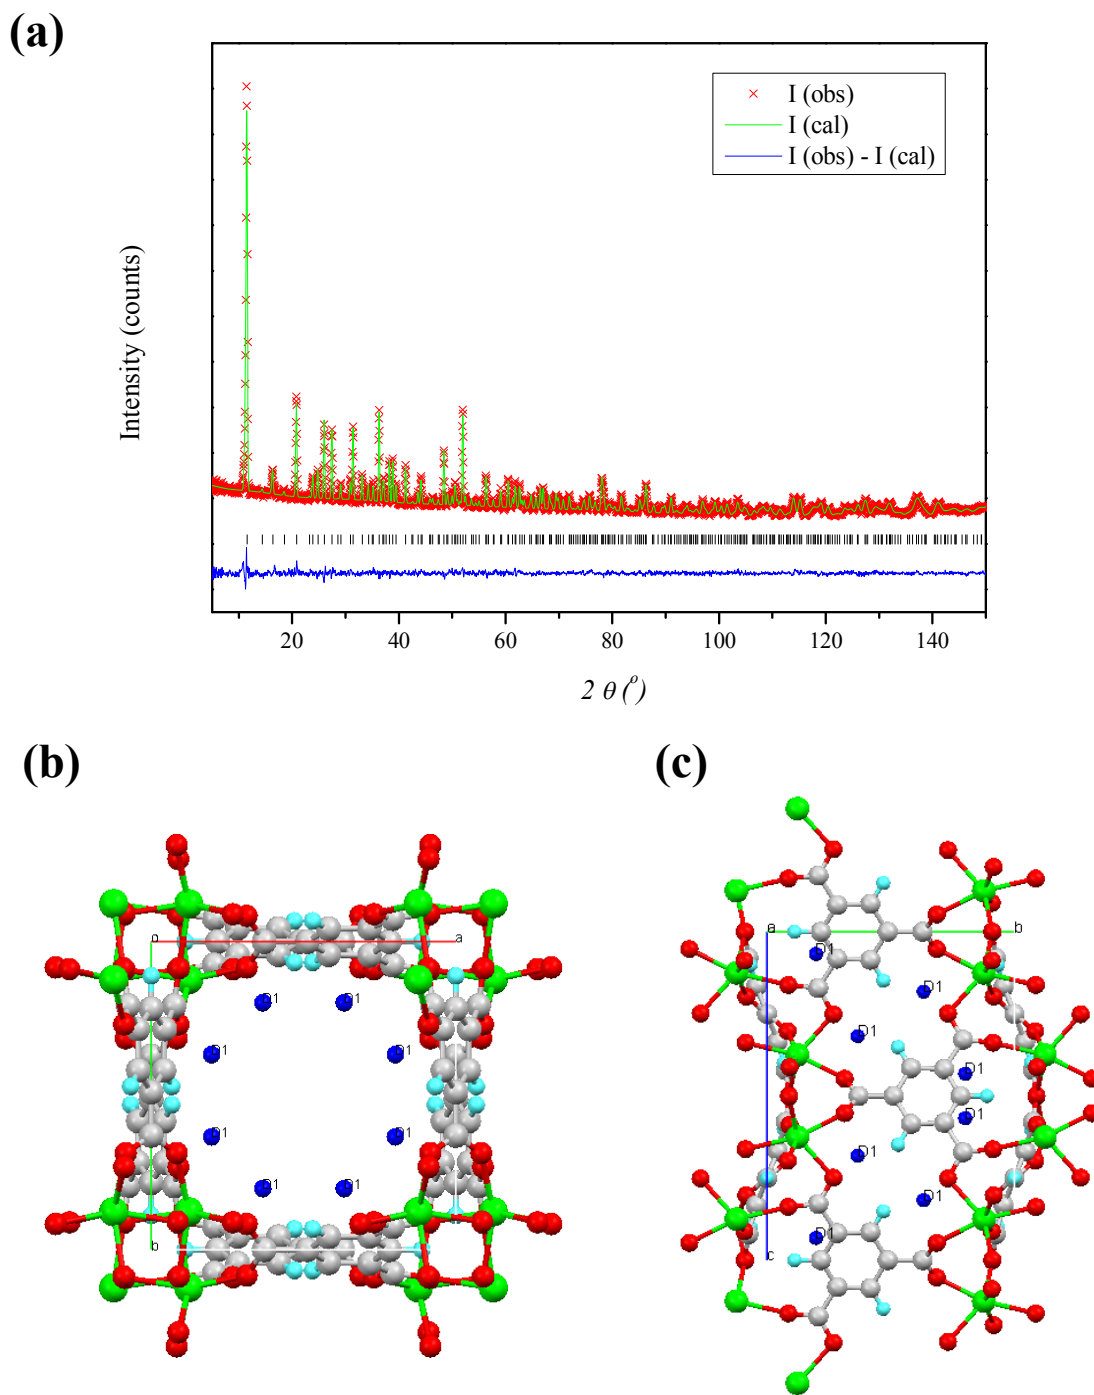 (a)
I (obs)
I (cal)
I (obs) - I (cal)
Intensity (counts)
20 40 60 80 100 120 140
2 θ (°)
(b)
(c)
o a
D1 D1
D1 D1
D1 D1
D1 D1
b
a b
D1
D1
D1
D1
D1
D1
D1
D1
c